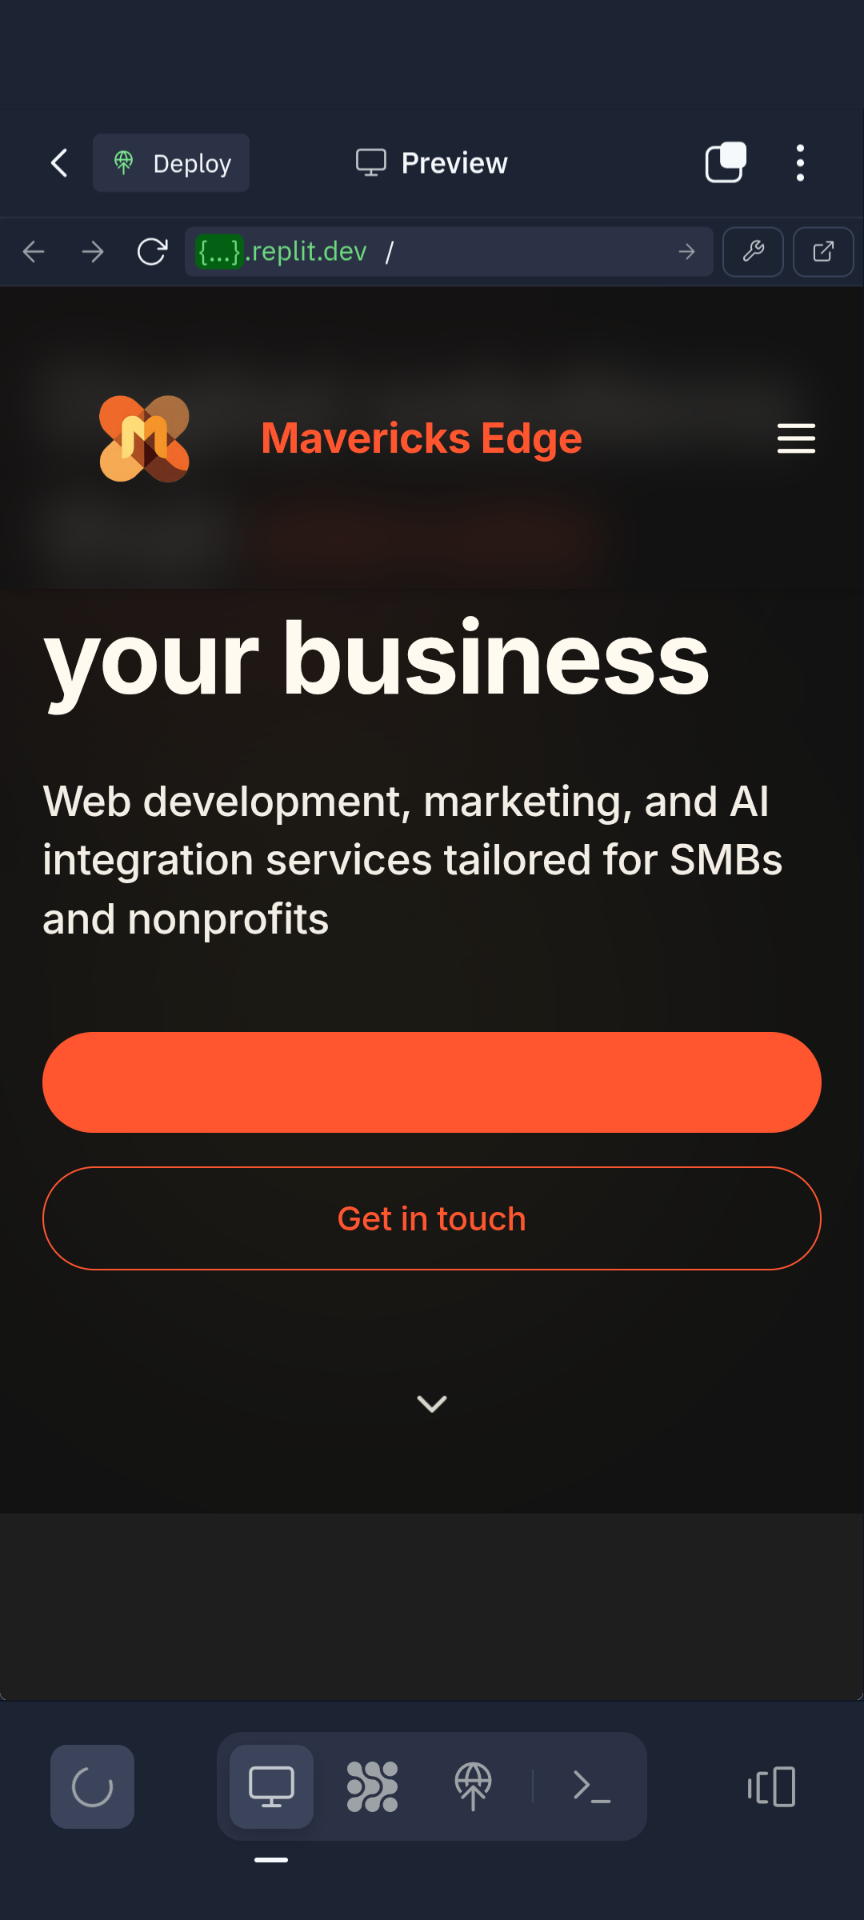 Deploy
Preview
{...}.replit.dev /
M
Mavericks Edge
your business
Web development, marketing, and AI
integration services tailored for SMBs
and nonprofits
Get in touch